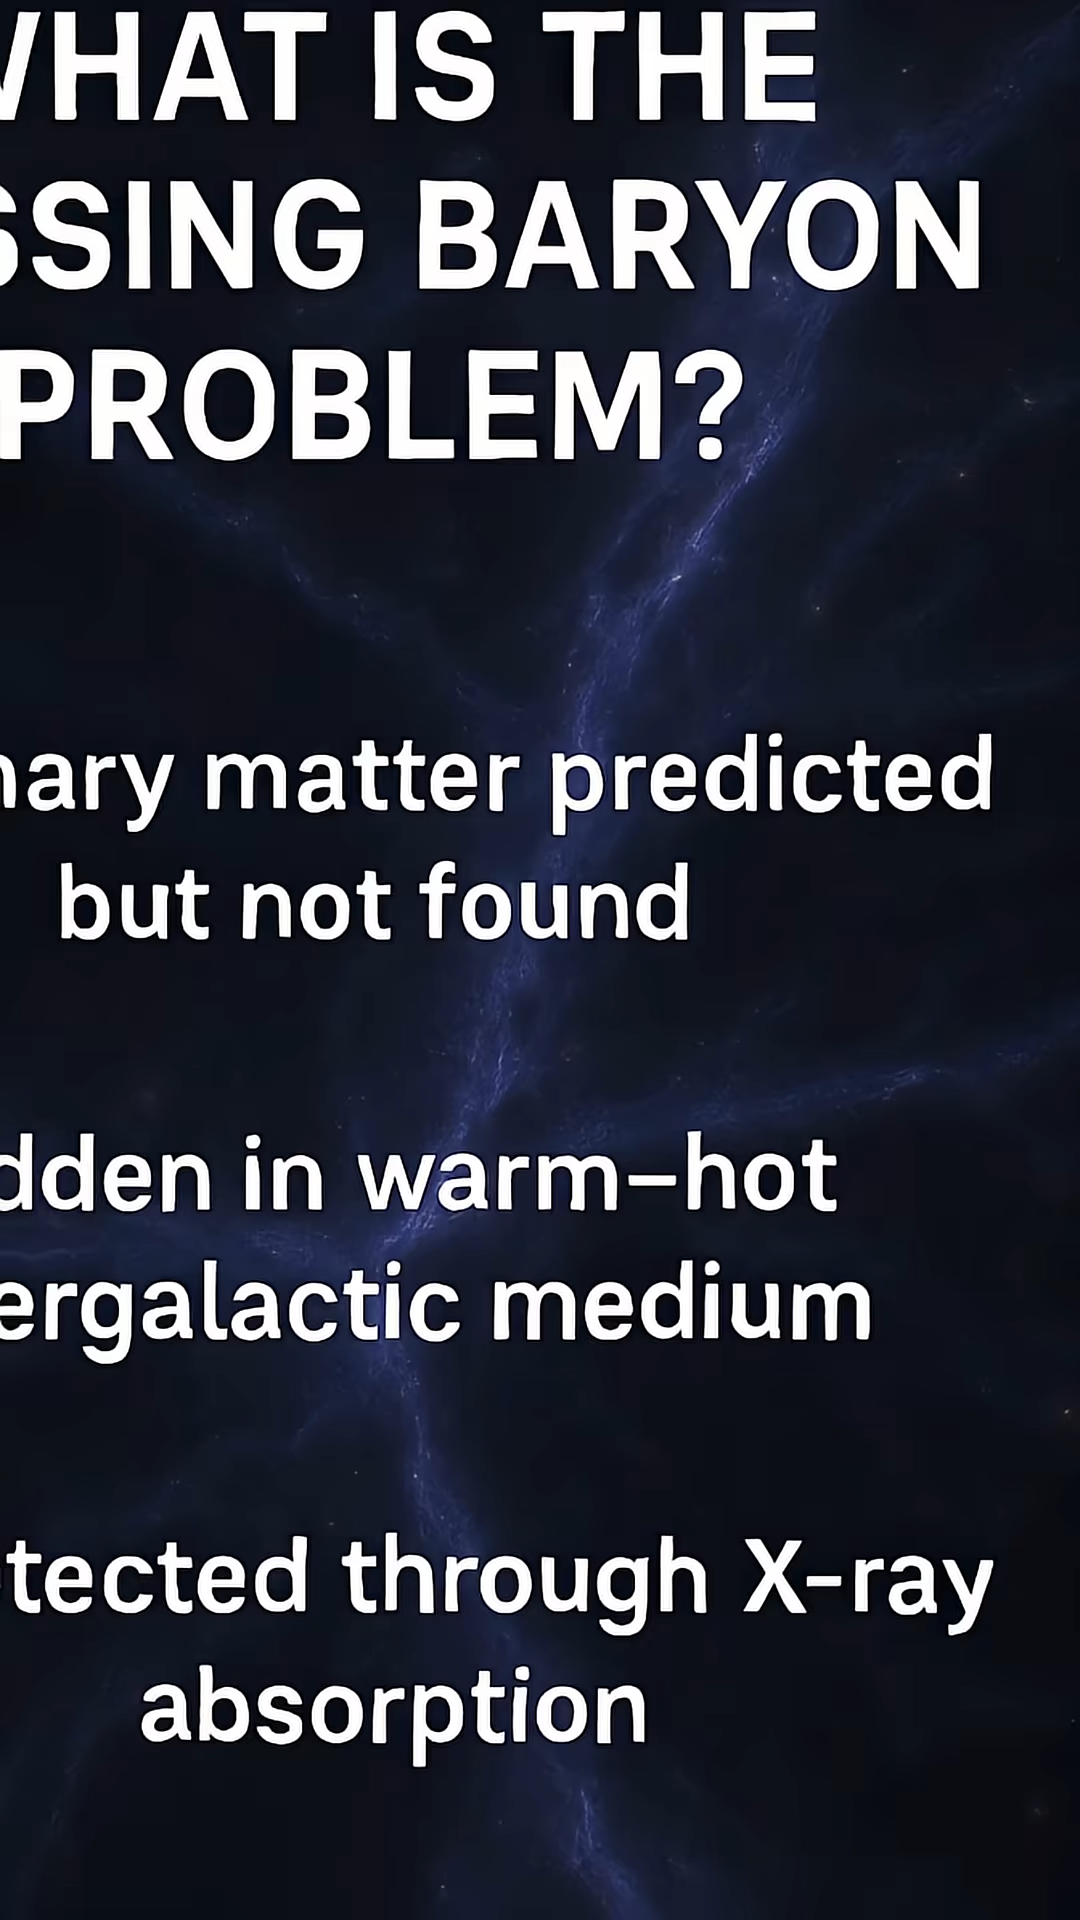 WHAT IS THE
SSING BARYON
PROBLEM?
nary matter predicted
but not found
dden in warm–hot
ergalactic medium
tected through X-ray
absorption